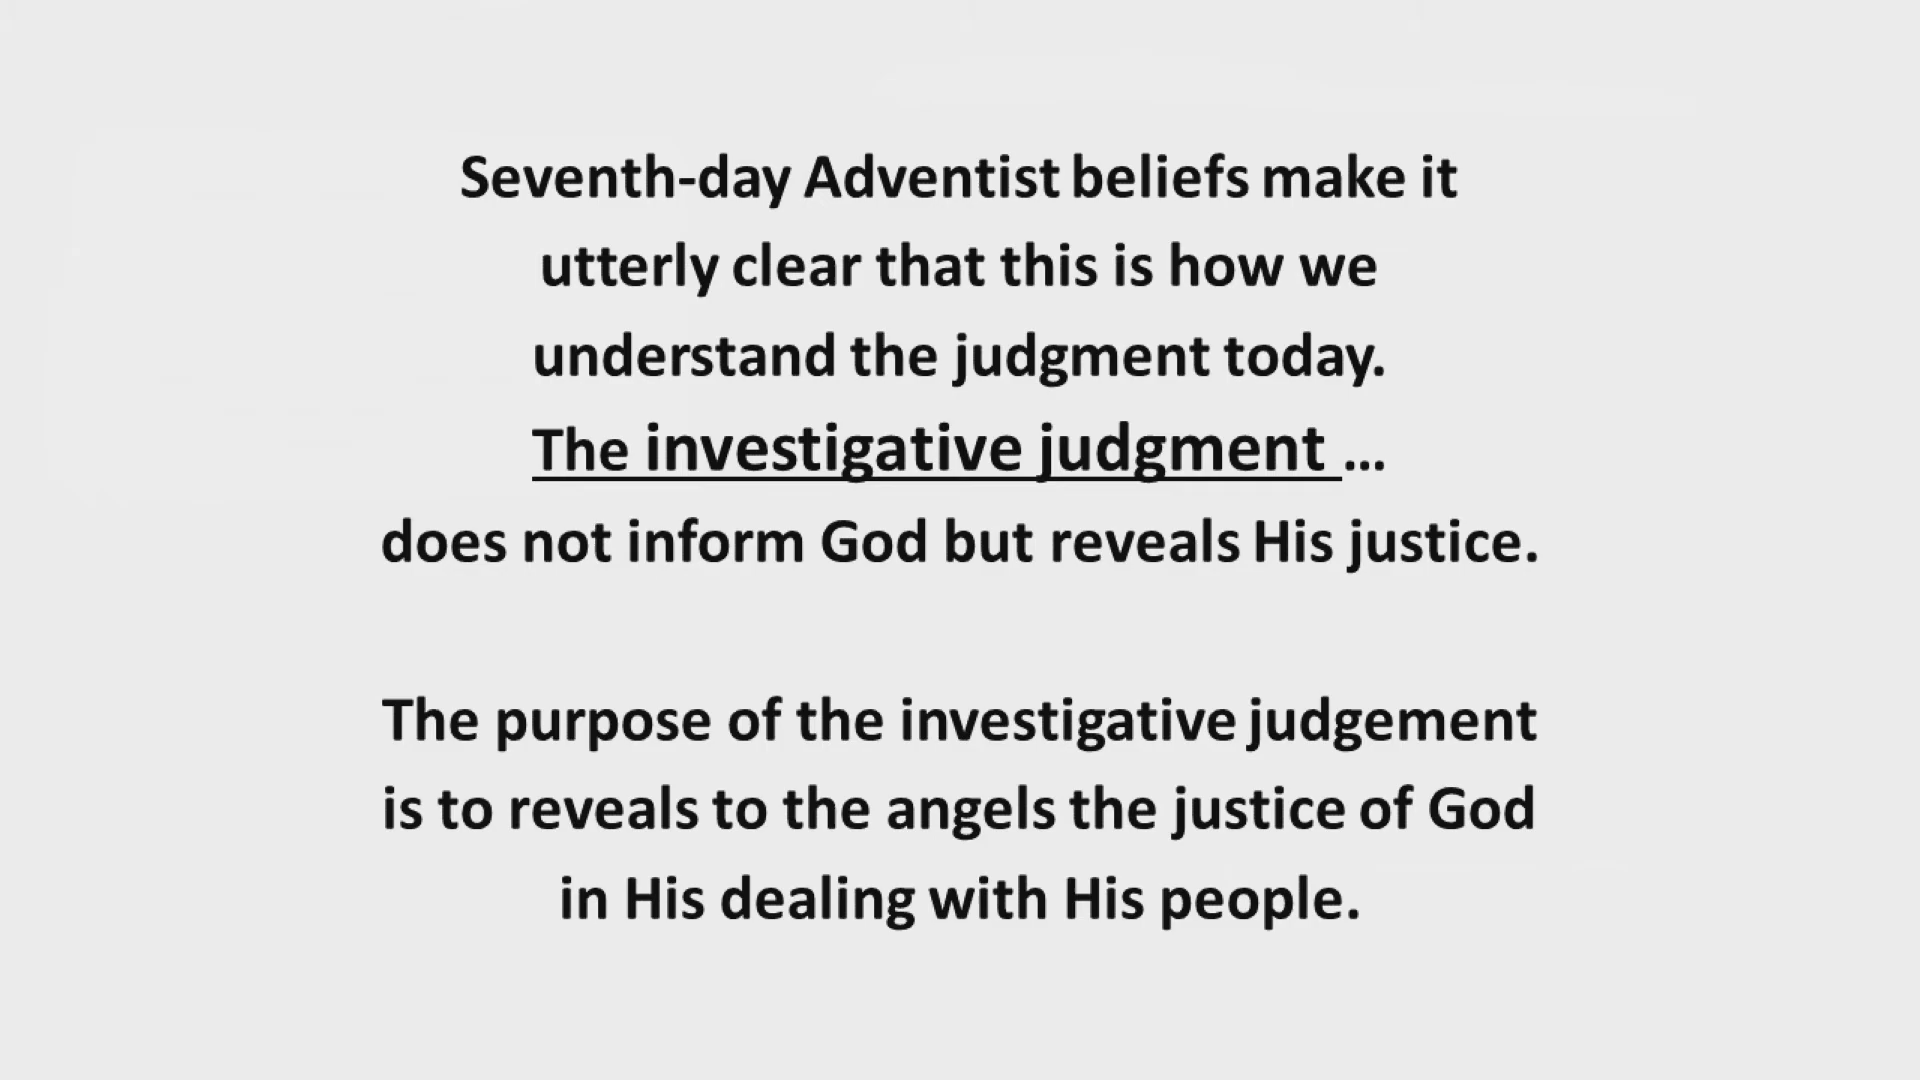 Seventh-day Adventist beliefs make it
utterly clear that this is how we
understand the judgment today.
The investigative judgment ...
does not inform God but reveals His justice.
The purpose of the investigative judgement
is to reveals to the angels the justice of God
in His dealing with His people.